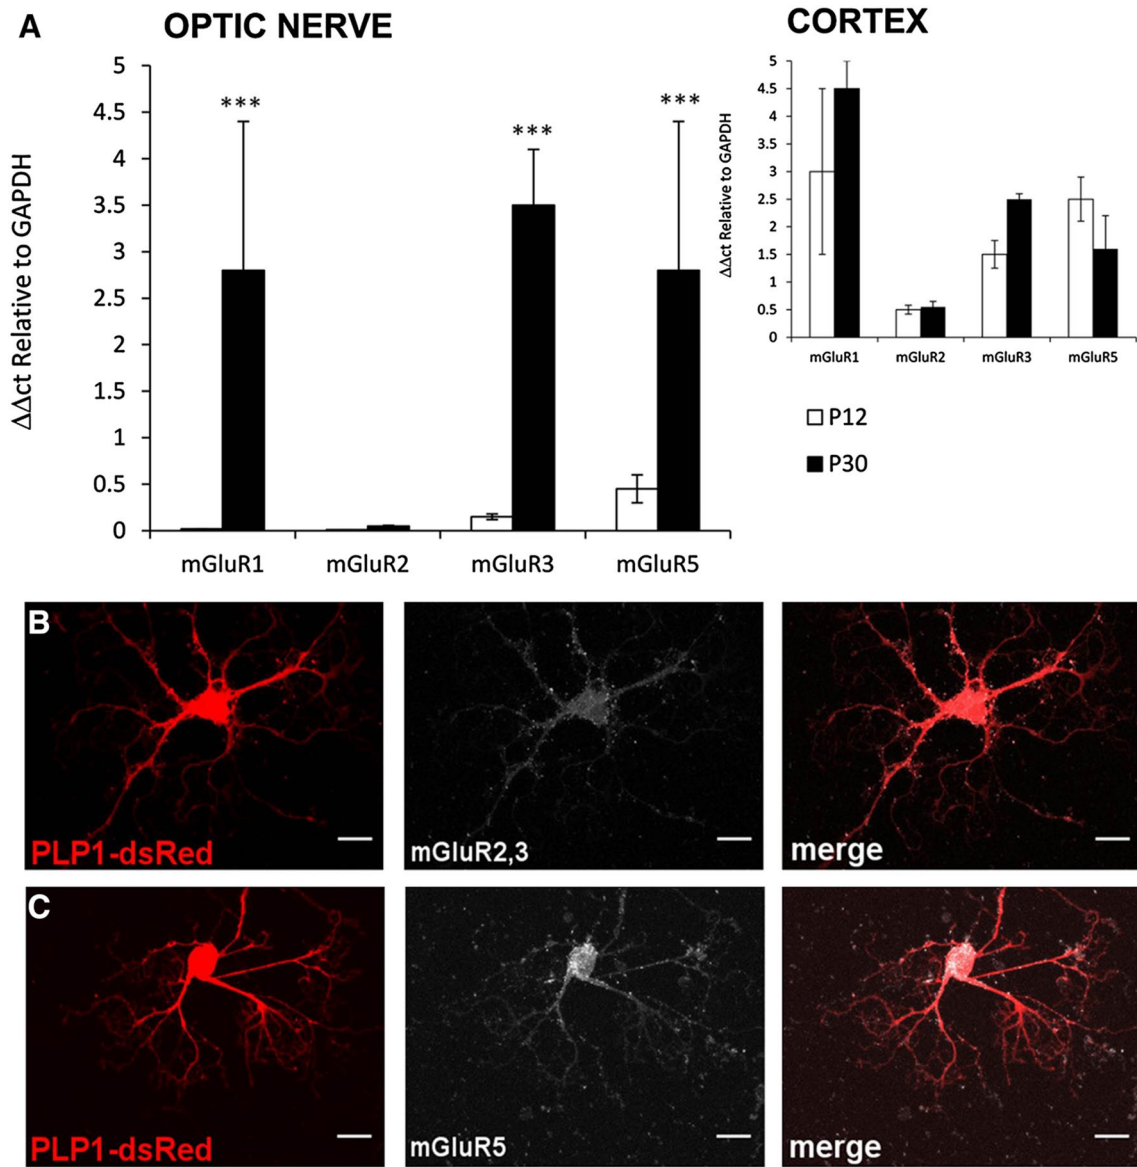 A
OPTIC NERVE
ΔΔct Relative to GAPDH
5
4.5
4
3.5
3
2.5
2
1.5
1
0.5
0
***
***
***
mGluR1 mGluR2 mGluR3 mGluR5
CORTEX
ΔΔct Relative to GAPDH
5
4.5
4
3.5
3
2.5
2
1.5
1
0.5
0
mGluR1 mGluR2 mGluR3 mGluR5
P12
P30
B
PLP1-dsRed mGluR2,3 merge
C
PLP1-dsRed mGluR5 merge